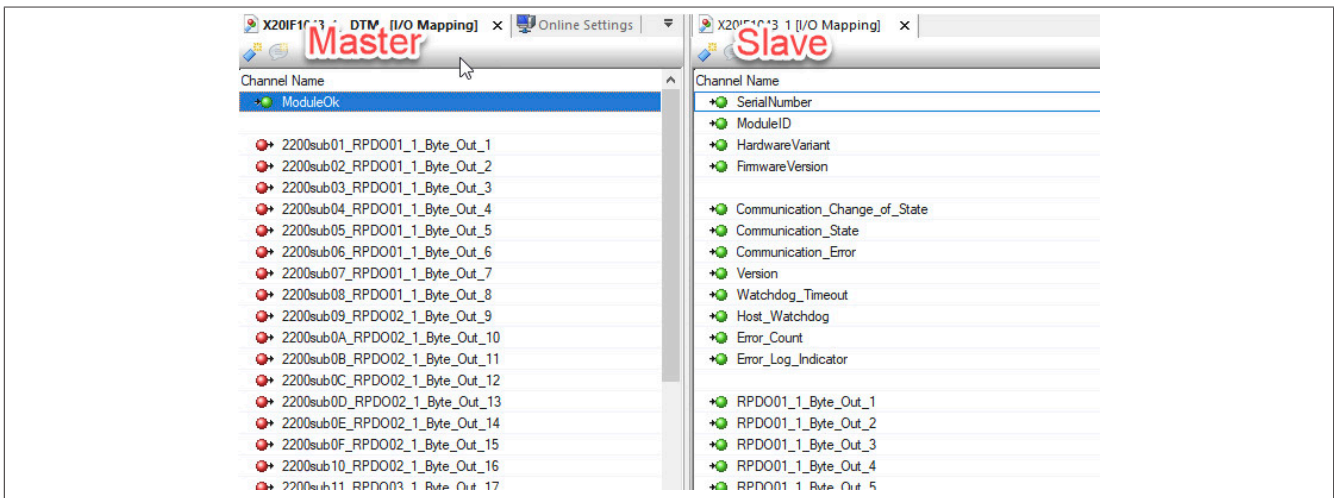 X20IF1043_1_DTM_ [I/O Mapping]
Online Settings
Master
Channel Name
ModuleOk
2200sub01_RPDO01_1_Byte_Out_1
2200sub02_RPDO01_1_Byte_Out_2
2200sub03_RPDO01_1_Byte_Out_3
2200sub04_RPDO01_1_Byte_Out_4
2200sub05_RPDO01_1_Byte_Out_5
2200sub06_RPDO01_1_Byte_Out_6
2200sub07_RPDO01_1_Byte_Out_7
2200sub08_RPDO01_1_Byte_Out_8
2200sub09_RPDO02_1_Byte_Out_9
2200sub0A_RPDO02_1_Byte_Out_10
2200sub0B_RPDO02_1_Byte_Out_11
2200sub0C_RPDO02_1_Byte_Out_12
2200sub0D_RPDO02_1_Byte_Out_13
2200sub0E_RPDO02_1_Byte_Out_14
2200sub0F_RPDO02_1_Byte_Out_15
2200sub10_RPDO02_1_Byte_Out_16
2200sub11_RPDO03_1_Byte_Out_17
X20IF1043_1 [I/O Mapping]
Slave
Channel Name
SerialNumber
ModuleID
HardwareVariant
FirmwareVersion
Communication_Change_of_State
Communication_State
Communication_Error
Version
Watchdog_Timeout
Host_Watchdog
Error_Count
Error_Log_Indicator
RPDO01_1_Byte_Out_1
RPDO01_1_Byte_Out_2
RPDO01_1_Byte_Out_3
RPDO01_1_Byte_Out_4
RPDO01_1_Byte_Out_5